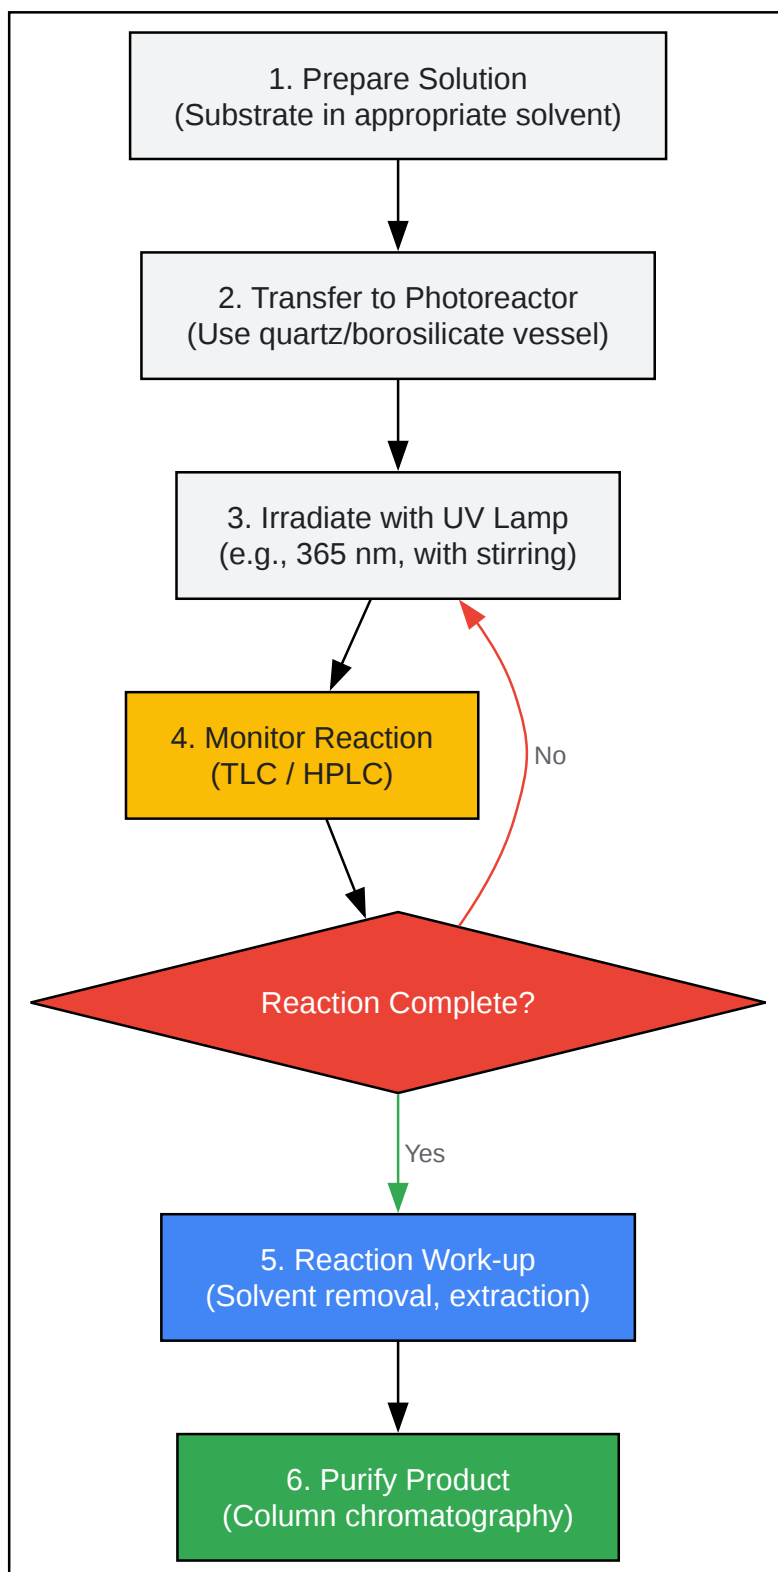 1. Prepare Solution
(Substrate in appropriate solvent)
2. Transfer to Photoreactor
(Use quartz/borosilicate vessel)
3. Irradiate with UV Lamp
(e.g., 365 nm, with stirring)
4. Monitor Reaction
(TLC / HPLC)
No
Reaction Complete?
Yes
5. Reaction Work-up
(Solvent removal, extraction)
6. Purify Product
(Column chromatography)